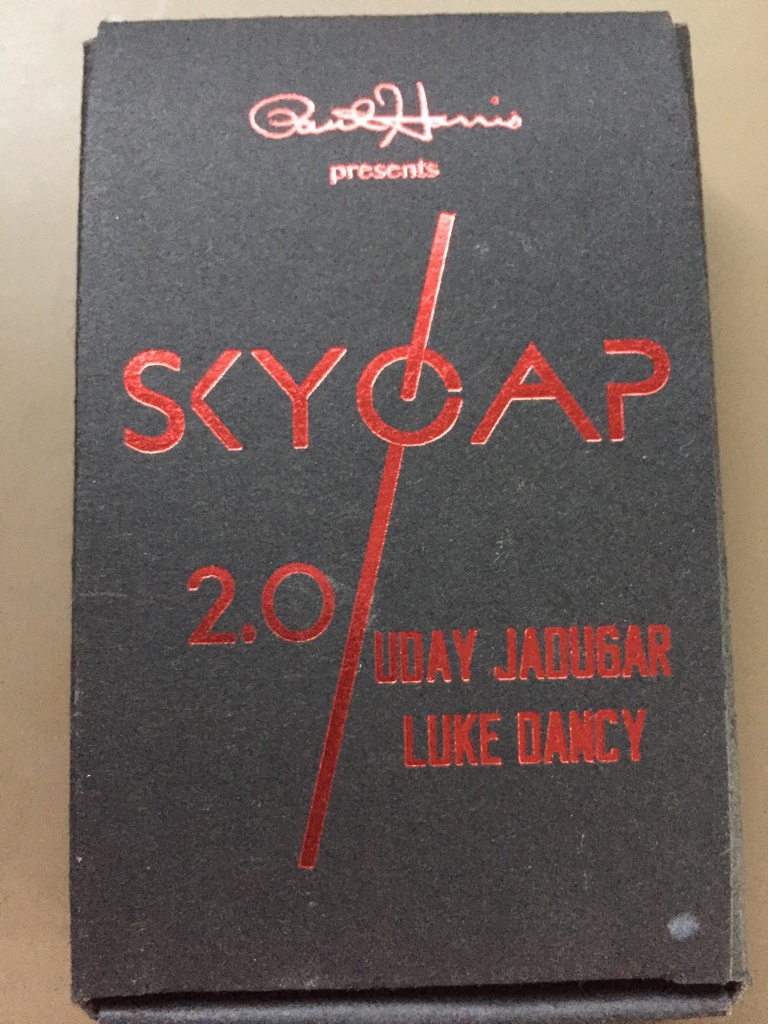 Paul Harris
presents
SKYCAP
2.0
UDAY JADUGAR
LUKE DANCY